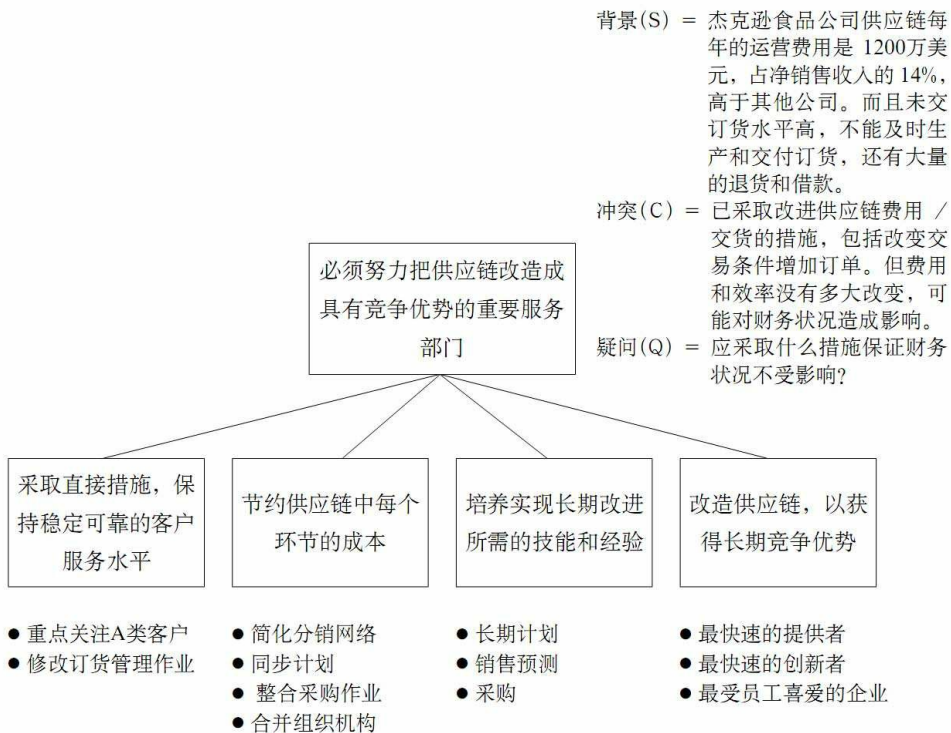 背景(S) = 杰克逊食品公司供应链每
年的运营费用是 1200万美
元，占净销售收入的 14%，
高于其他公司。而且未交
订货水平高，不能及时生
产和交付订货，还有大量
的退货和借款。
冲突(C) = 已采取改进供应链费用 /
交货的措施，包括改变交
易条件增加订单。但费用
和效率没有多大改变，可
能对财务状况造成影响。
疑问(Q) = 应采取什么措施保证财务
状况不受影响?
必须努力把供应链改造成
具有竞争优势的重要服务
部门
采取直接措施，保
持稳定可靠的客户
服务水平
节约供应链中每个
环节的成本
培养实现长期改进
所需的技能和经验
改造供应链，以获
得长期竞争优势
● 重点关注A类客户
● 修改订货管理作业
● 简化分销网络
● 同步计划
● 整合采购作业
● 合并组织机构
● 长期计划
● 销售预测
● 采购
● 最快速的提供者
● 最快速的创新者
● 最受员工喜爱的企业